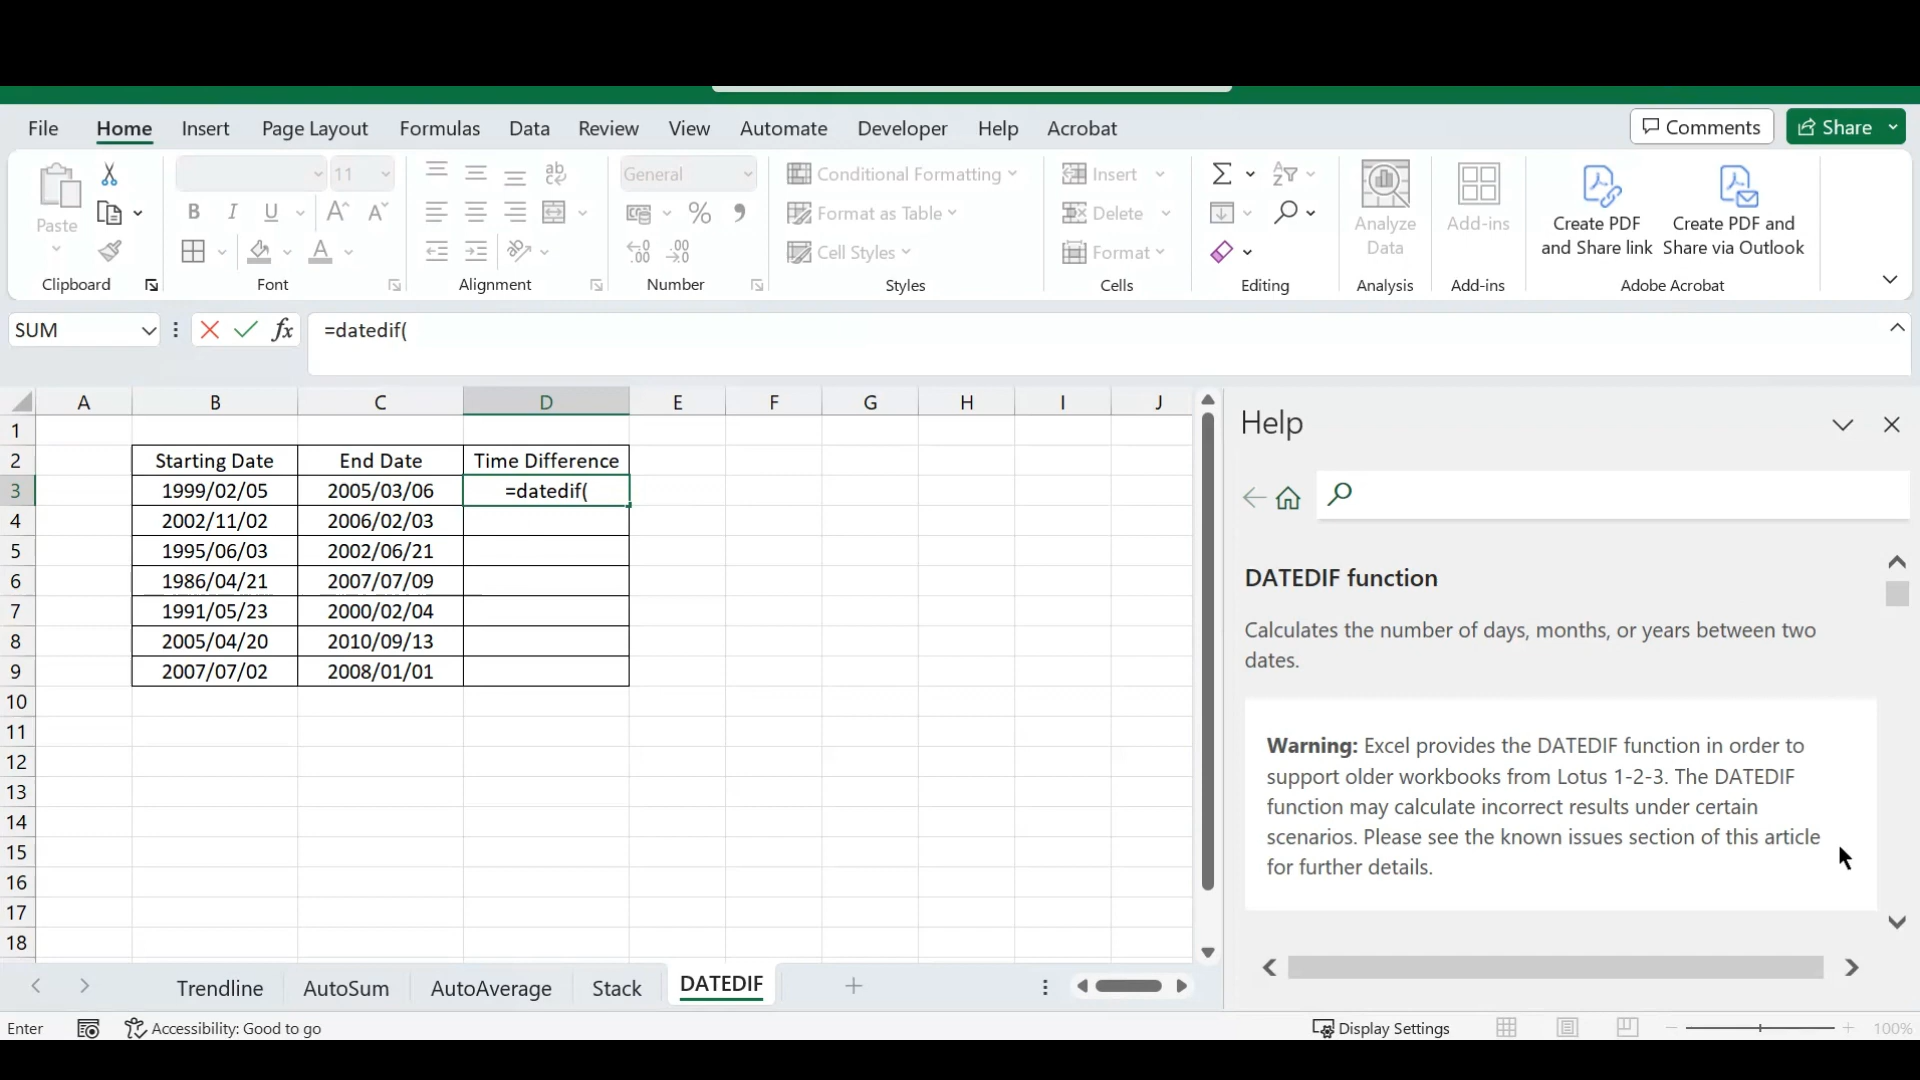 File Home Insert Page Layout Formulas Data Review View Automate Developer Help Acrobat Comments Share
11 General Conditional Formatting Insert
Paste B I U A A % Format as Table Delete Analyze Data Add-ins Create PDF and Share link Create PDF and Share via Outlook
Cell Styles Format
Clipboard Font Alignment Number Styles Cells Editing Analysis Add-ins Adobe Acrobat
SUM fx =datedif(
A B C D E F G H I J
1
2 Starting Date End Date Time Difference
3 1999/02/05 2005/03/06 =datedif(
4 2002/11/02 2006/02/03
5 1995/06/03 2002/06/21
6 1986/04/21 2007/07/09
7 1991/05/23 2000/02/04
8 2005/04/20 2010/09/13
9 2007/07/02 2008/01/01
10
11
12
13
14
15
16
17
18
Help
DATEDIF function
Calculates the number of days, months, or years between two
dates.
Warning: Excel provides the DATEDIF function in order to
support older workbooks from Lotus 1-2-3. The DATEDIF
function may calculate incorrect results under certain
scenarios. Please see the known issues section of this article
for further details.
Trendline AutoSum AutoAverage Stack DATEDIF
Enter Accessibility: Good to go Display Settings 100%